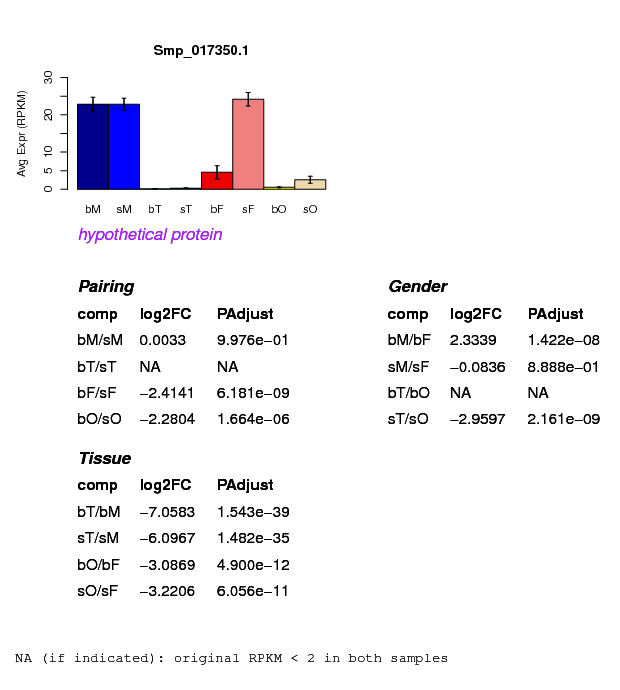 Smp_017350.1
Avg Expr (RPKM)
0 5 10 20 30
bM sM bT sT bF sF bO sO
hypothetical protein
Pairing
comp log2FC PAdjust
bM/sM 0.0033 9.976e−01
bT/sT NA NA
bF/sF −2.4141 6.181e−09
bO/sO −2.2804 1.664e−06
Gender
comp log2FC PAdjust
bM/bF 2.3339 1.422e−08
sM/sF −0.0836 8.888e−01
bT/bO NA NA
sT/sO −2.9597 2.161e−09
Tissue
comp log2FC PAdjust
bT/bM −7.0583 1.543e−39
sT/sM −6.0967 1.482e−35
bO/bF −3.0869 4.900e−12
sO/sF −3.2206 6.056e−11
NA (if indicated): original RPKM < 2 in both samples